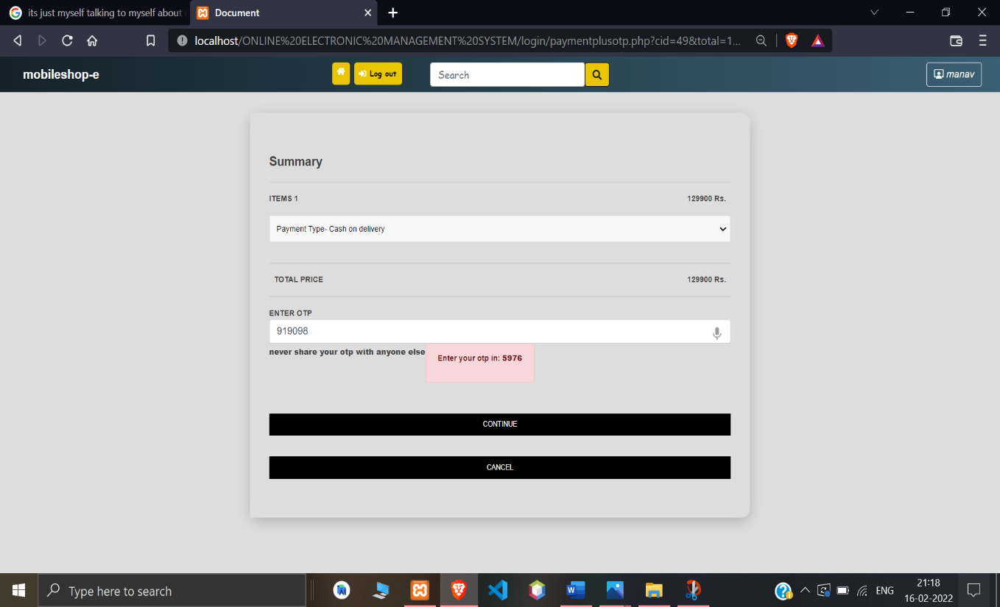 its just myself talking to myself about
Document
localhost/ONLINE%20ELECTRONIC%20MANAGEMENT%20SYSTEM/login/paymentplusotp.php?cid=49&total=1...
mobileshop-e
Log out
Search
manav
Summary
ITEMS 1 129900 Rs.
Payment Type- Cash on delivery
TOTAL PRICE 129900 Rs.
ENTER OTP
919098
never share your otp with anyone else
Enter your otp in: 5976
CONTINUE
CANCEL
Type here to search
ENG
21:18
16-02-2022